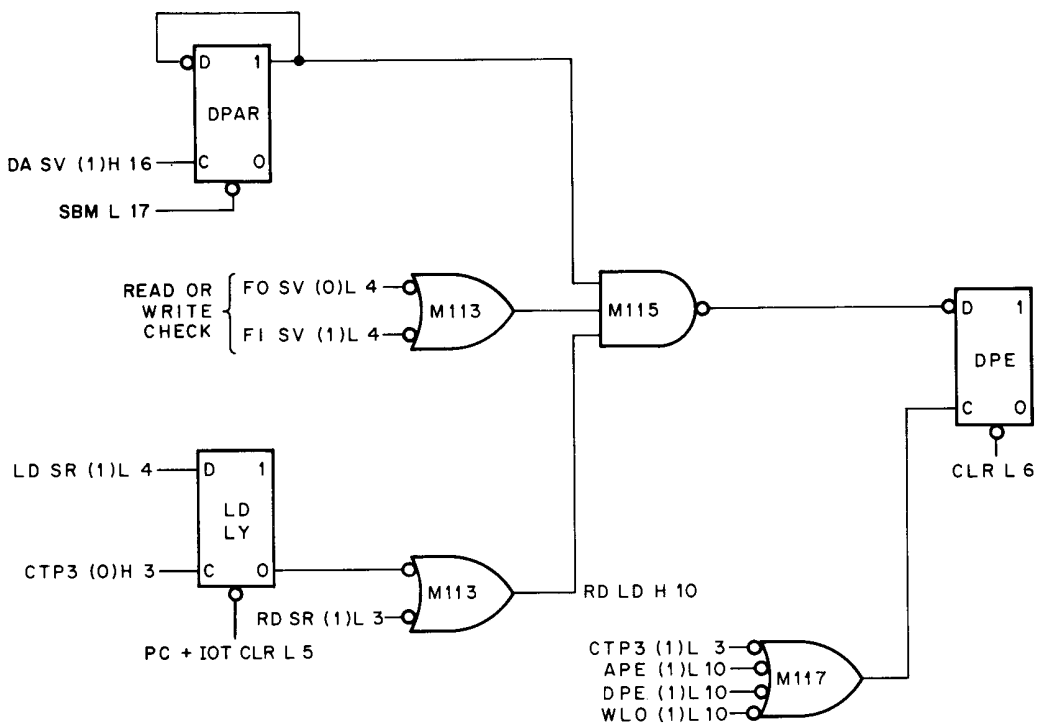 D 1
DPAR
DA SV (1)H 16
C 0
SBM L 17
READ OR
WRITE
CHECK
FO SV (0)L 4
FI SV (1)L 4
M113
M115
D 1
DPE
C 0
CLR L 6
LD SR (1)L 4
D 1
LD
LY
CTP3 (0)H 3
C 0
PC + IOT CLR L 5
RD SR (1)L 3
M113
RD LD H 10
CTP3 (1)L 3
APE (1)L 10
DPE (1)L 10
WLO (1)L 10
M117